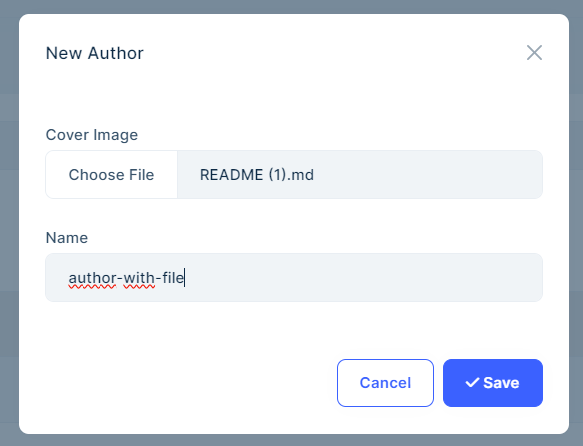 New Author
Cover Image
Choose File README (1).md
Name
author-with-file
Cancel Save